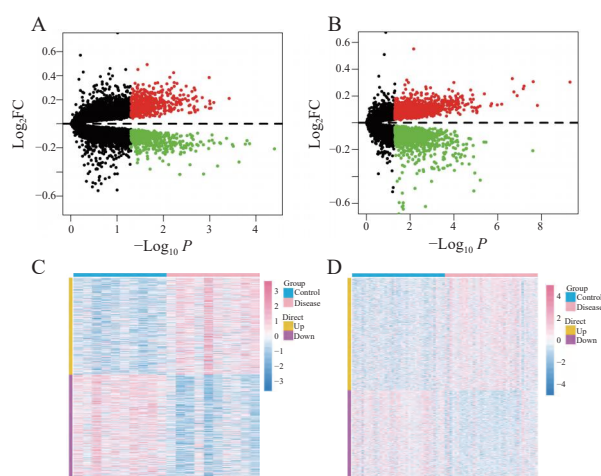 A
B
0.6
0.2
0
−0.2
−0.6
Log2FC
0 1 2 3 4
−Log10 P
0.6
0.4
0.2
0
−0.2
−0.4
−0.6
Log2FC
0 2 4 6 8
−Log10 P
C
D
3
2
1
0
−1
−2
−3
Group
Control
Disease
Direct
Up
Down
4
2
0
−2
−4
Group
Control
Disease
Direct
Up
Down